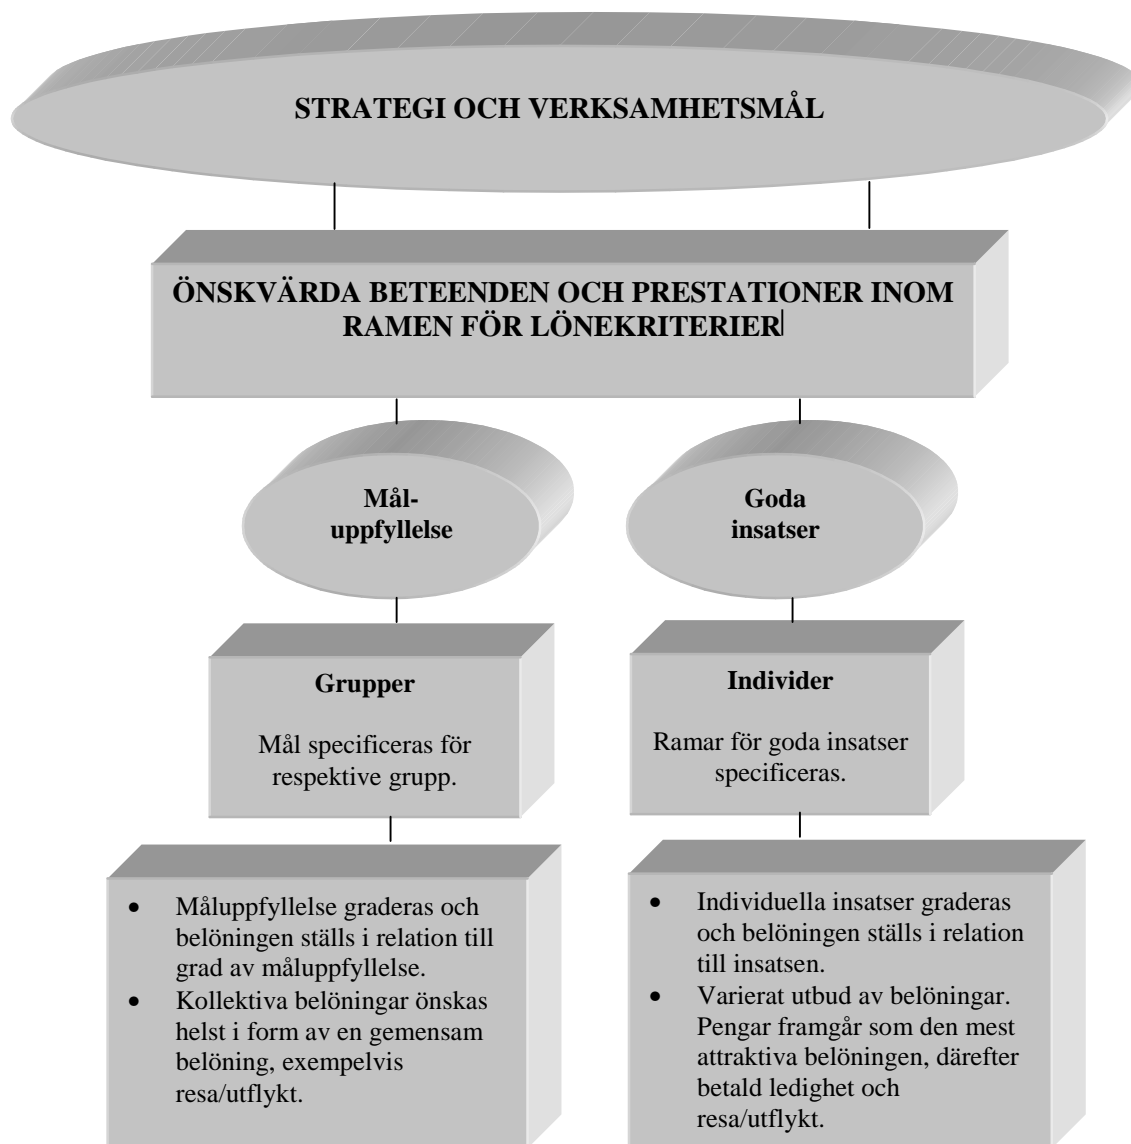 STRATEGI OCH VERKSAMHETSMÅL
ÖNSKVÄRDA BETEENDEN OCH PRESTATIONER INOM
RAMEN FÖR LÖNEKRITERIER
Mål-
uppfyllelse
Goda
insatser
Grupper
Mål specificeras för
respektive grupp.
Individer
Ramar för goda insatser
specificeras.
• Måluppfyllelse graderas och
belöningen ställs i relation till
grad av måluppfyllelse.
• Kollektiva belöningar önskas
helst i form av en gemensam
belöning, exempelvis
resa/utflykt.
• Individuella insatser graderas
och belöningen ställs i relation
till insatsen.
• Varierat utbud av belöningar.
Pengar framgår som den mest
attraktiva belöningen, därefter
betald ledighet och
resa/utflykt.